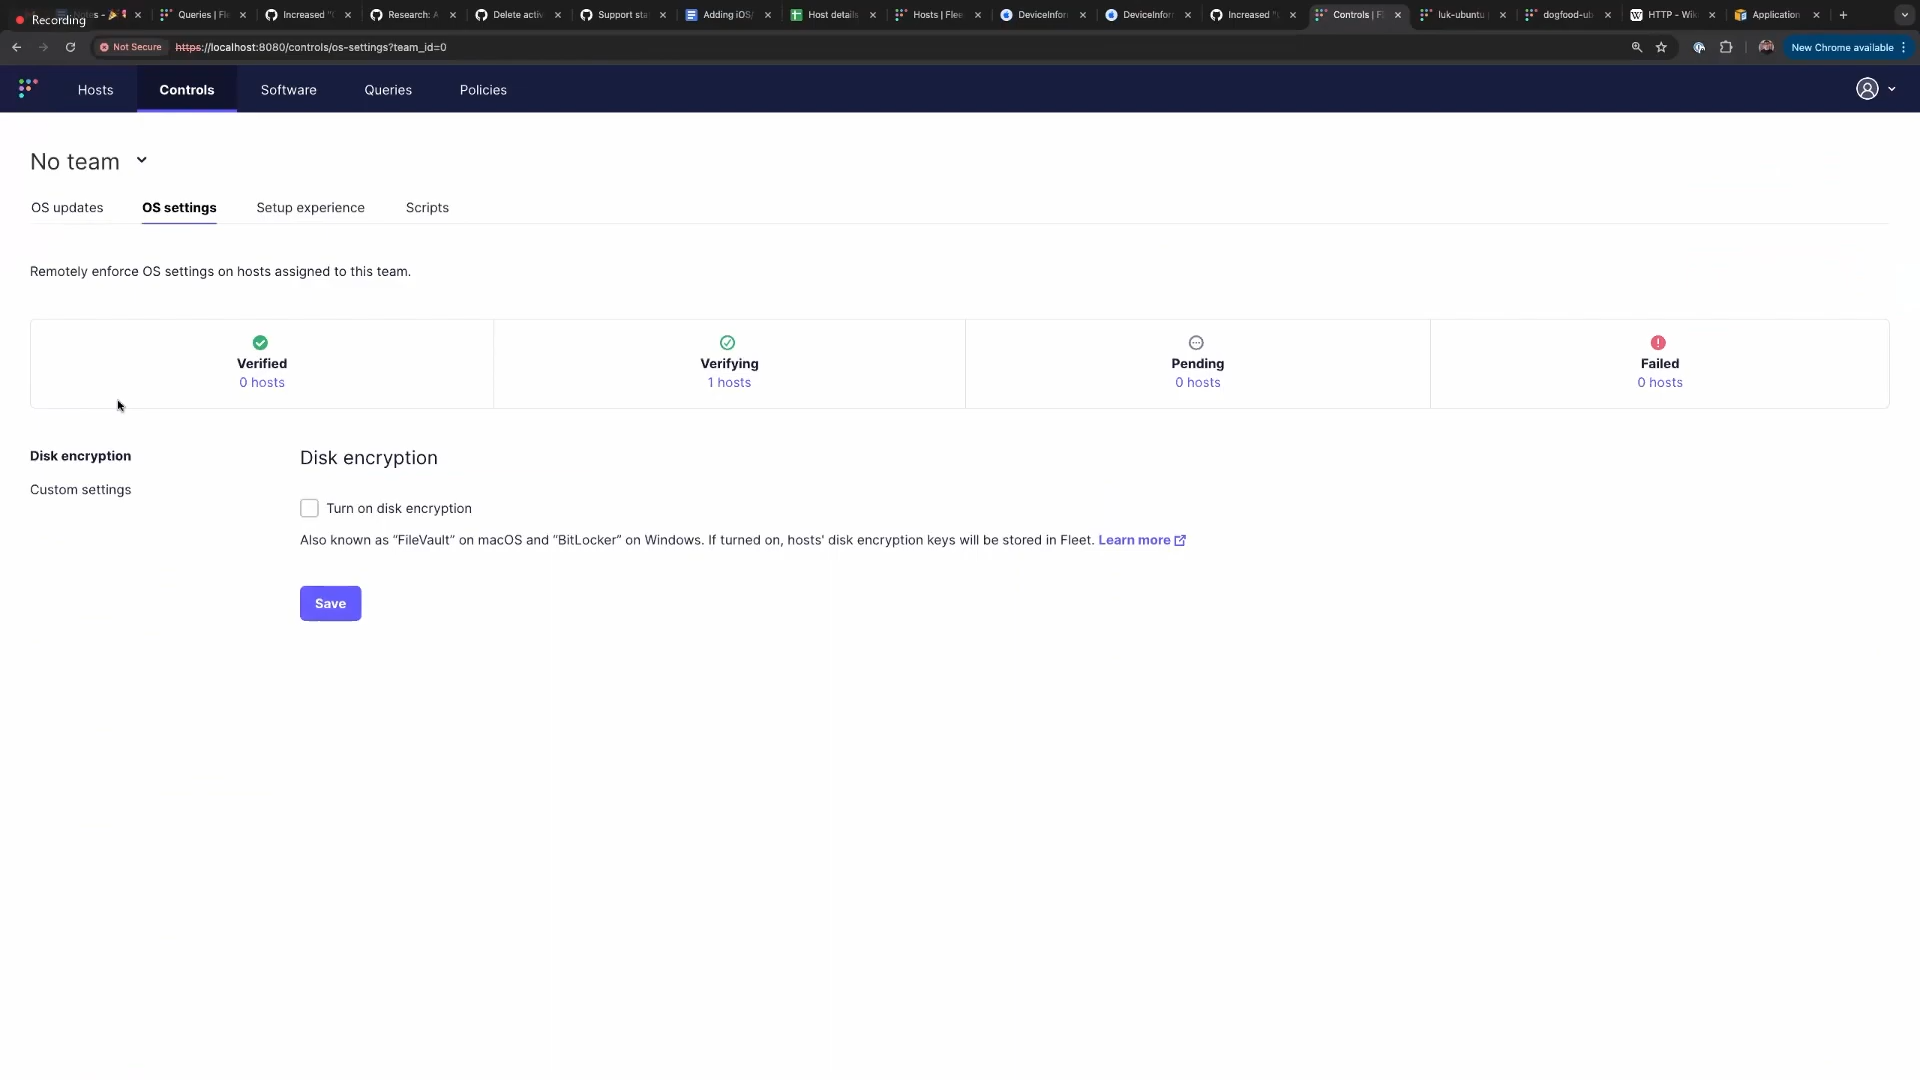 Recording
Queries | Fle
Increased "
Research: A
Delete activ
Support sta
Adding iOS/
Host details
Hosts | Flee
DeviceInfor
DeviceInfor
Increased "
Controls | F
luk-ubuntu
dogfood-ub
HTTP - Wik
Application
Not Secure
https://localhost:8080/controls/os-settings?team_id=0
New Chrome available
Hosts
Controls
Software
Queries
Policies
No team
OS updates
OS settings
Setup experience
Scripts
Remotely enforce OS settings on hosts assigned to this team.
Verified
0 hosts
Verifying
1 hosts
Pending
0 hosts
Failed
0 hosts
Disk encryption
Custom settings
Disk encryption
Turn on disk encryption
Also known as “FileVault” on macOS and “BitLocker” on Windows. If turned on, hosts' disk encryption keys will be stored in Fleet. Learn more
Save